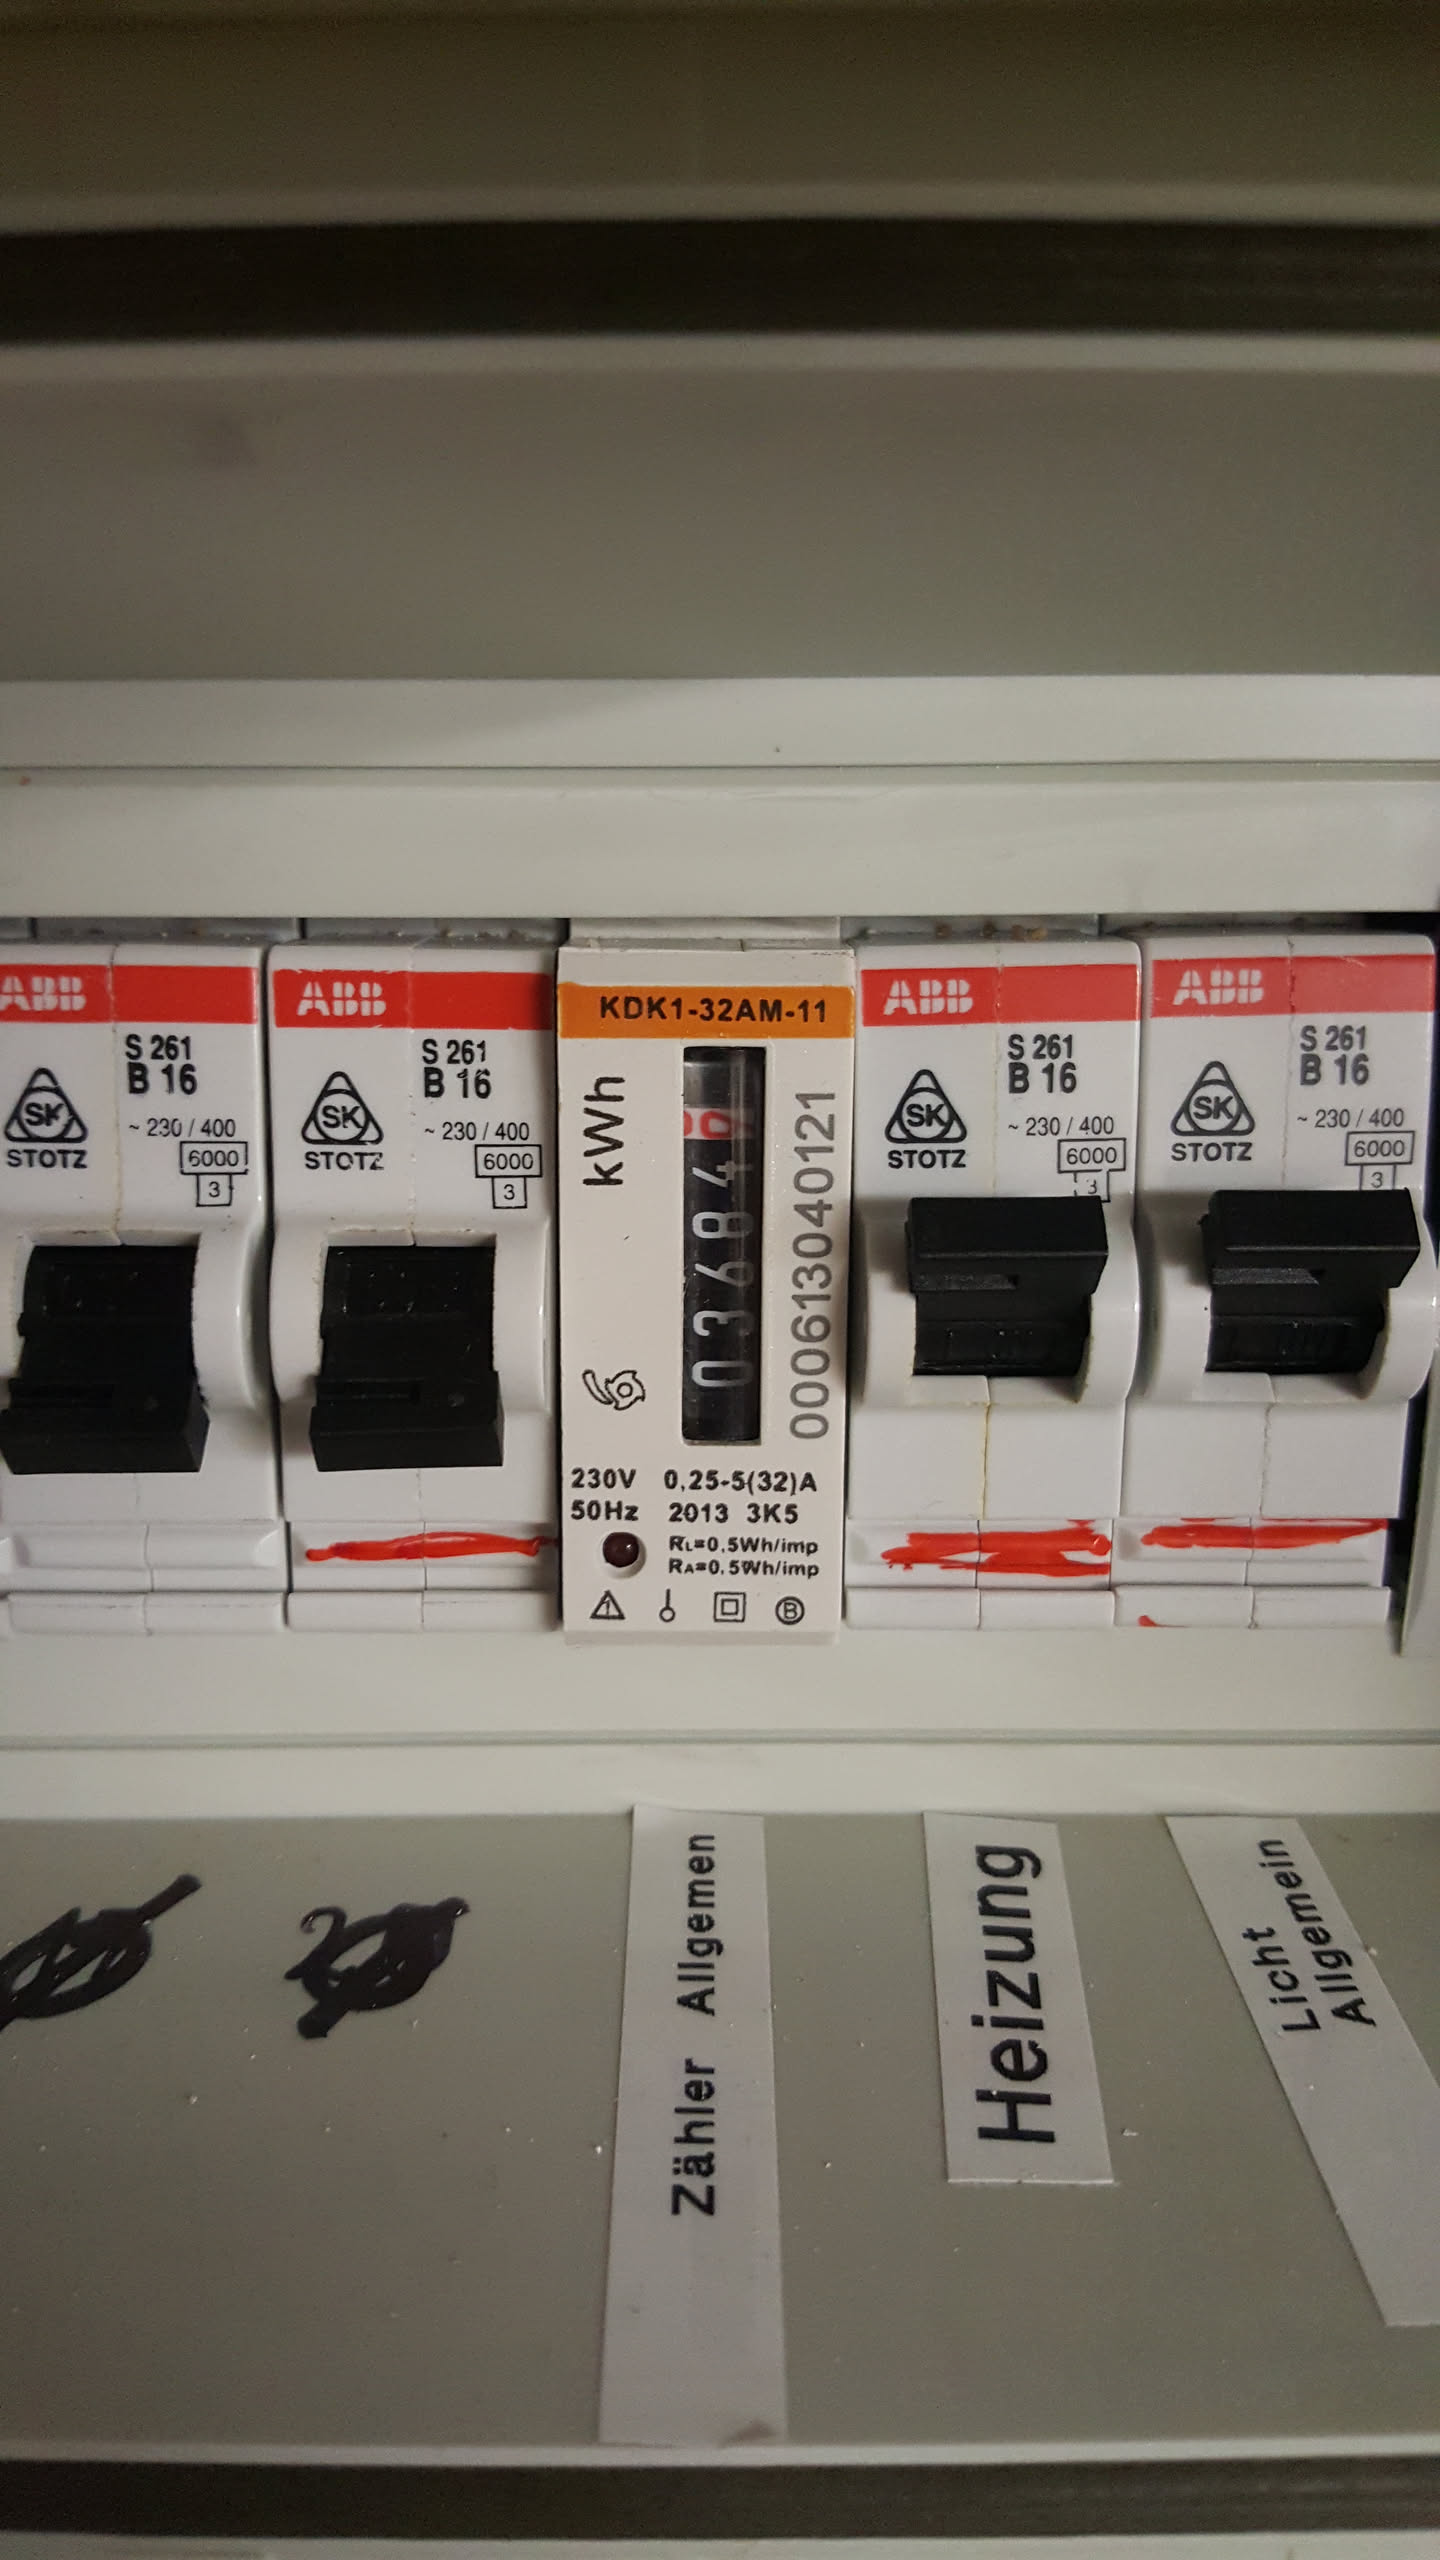 ABB
S 261
B 16
SK
STOTZ
~ 230 / 400
6000
3
ABB
S 261
B 16
SK
STOTZ
~ 230 / 400
6000
3
KDK1-32AM-11
kWh
03684
000613040121
230V 0,25-5(32)A
50Hz 2013 3K5
RL=0,5Wh/imp
RA=0,5Wh/imp
B
ABB
S 261
B 16
SK
STOTZ
~ 230 / 400
6000
3
ABB
S 261
B 16
SK
STOTZ
~ 230 / 400
6000
3
Zähler Allgemen
Heizung
Licht
Allgemein